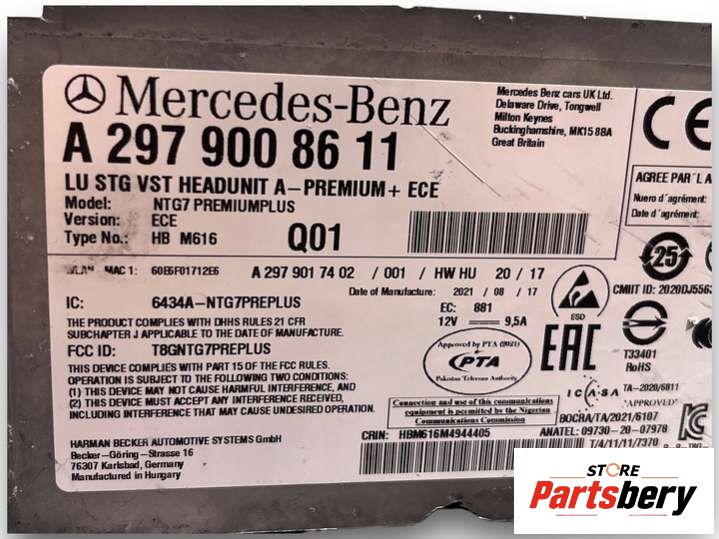 Mercedes-Benz
A 297 900 86 11
LU STG VST HEADUNIT A-PREMIUM+ ECE
Model: NTG7 PREMIUMPLUS
Version: ECE
Type No.: HB M616
Q01
Mercedes Benz cars UK Ltd.
Delaware Drive, Tongwell
Milton Keynes
Buckinghamshire, MK15 8BA
Great Britain
CE
AGREE PAR L A
Nuero d´agrément:
Date d´agrément:
WLAN MAC 1: 60E6F01712E6
A 297 901 74 02 / 001 / HW HU 20 / 17
Date of Manufacture: 2021 / 08 / 17
25
CMIIT ID: 2020DJ5563
IC: 6434A-NTG7PREPLUS
EC: 881
12V 9,5A
THE PRODUCT COMPLIES WITH DHHS RULES 21 CFR
SUBCHAPTER J APPLICABLE TO THE DATE OF MANUFACTURE.
FCC ID: T8GNTG7PREPLUS
THIS DEVICE COMPLIES WITH PART 15 OF THE FCC RULES.
OPERATION IS SUBJECT TO THE FOLLOWING TWO CONDITIONS:
(1) THIS DEVICE MAY NOT CAUSE HARMFUL INTERFERENCE, AND
(2) THIS DEVICE MUST ACCEPT ANY INTERFERENCE RECEIVED,
INCLUDING INTERFERENCE THAT MAY CAUSE UNDESIRED OPERATION.
Approved by PTA (2021)
PTA
Pakistan Telecom Authority
ESD
EAC
T33401
RoHS
ICASA
TA-2020/6811
"APPROVED"
Connection and use of this communications
equipment is permitted by the Nigerian
Communications Commission
BOCRA/TA/2021/6107
ANATEL: 09730-20-07978
T/A/11/11/7370
CRIN: HBM616M4944405
HARMAN BECKER AUTOMOTIVE SYSTEMS GmbH
Becker-Göring-Strasse 16
76307 Karlsbad, Germany
Manufactured in Hungary
STORE
Partsbery